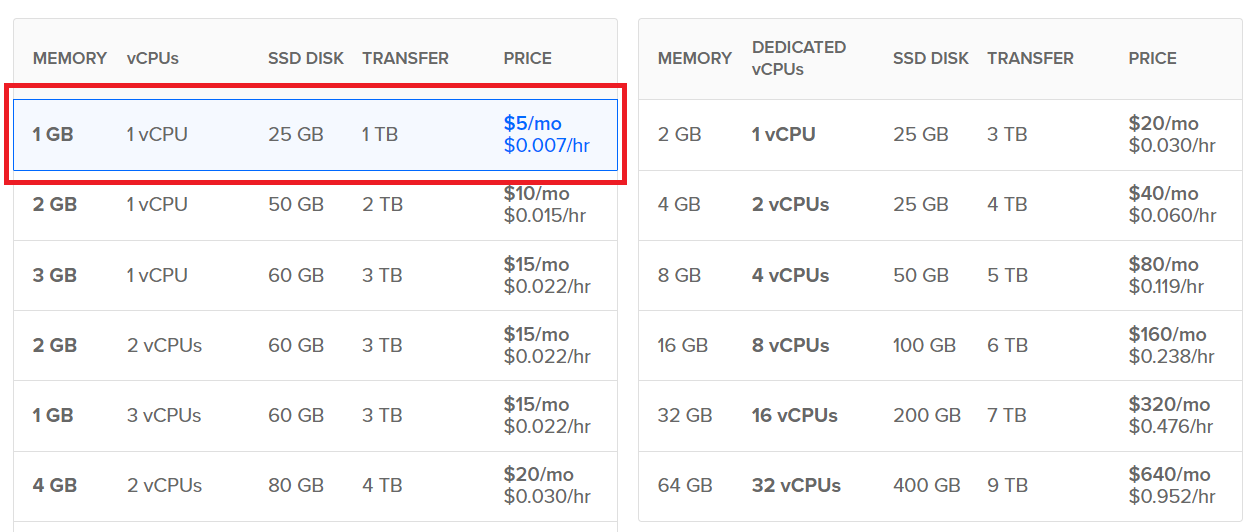 MEMORY vCPUs SSD DISK TRANSFER PRICE
1 GB 1 vCPU 25 GB 1 TB $5/mo
$0.007/hr
2 GB 1 vCPU 50 GB 2 TB $10/mo
$0.015/hr
3 GB 1 vCPU 60 GB 3 TB $15/mo
$0.022/hr
2 GB 2 vCPUs 60 GB 3 TB $15/mo
$0.022/hr
1 GB 3 vCPUs 60 GB 3 TB $15/mo
$0.022/hr
4 GB 2 vCPUs 80 GB 4 TB $20/mo
$0.030/hr
MEMORY DEDICATED
vCPUs SSD DISK TRANSFER PRICE
2 GB 1 vCPU 25 GB 3 TB $20/mo
$0.030/hr
4 GB 2 vCPUs 25 GB 4 TB $40/mo
$0.060/hr
8 GB 4 vCPUs 50 GB 5 TB $80/mo
$0.119/hr
16 GB 8 vCPUs 100 GB 6 TB $160/mo
$0.238/hr
32 GB 16 vCPUs 200 GB 7 TB $320/mo
$0.476/hr
64 GB 32 vCPUs 400 GB 9 TB $640/mo
$0.952/hr